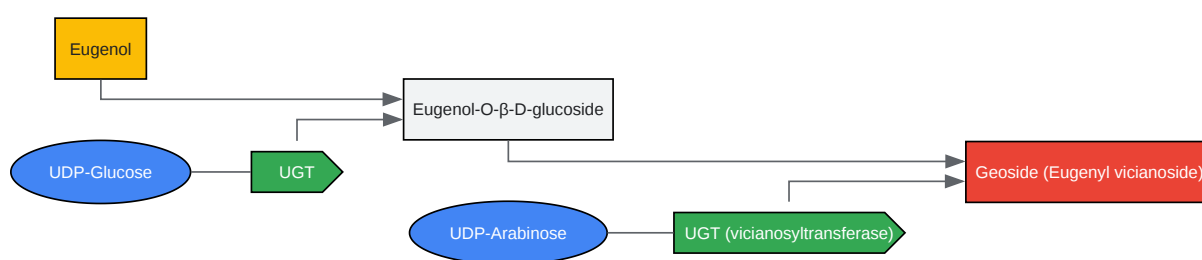 Eugenol
Eugenol-O-β-D-glucoside
UDP-Glucose
UGT
Geoside (Eugenyl vicianoside)
UDP-Arabinose
UGT (vicianosyltransferase)